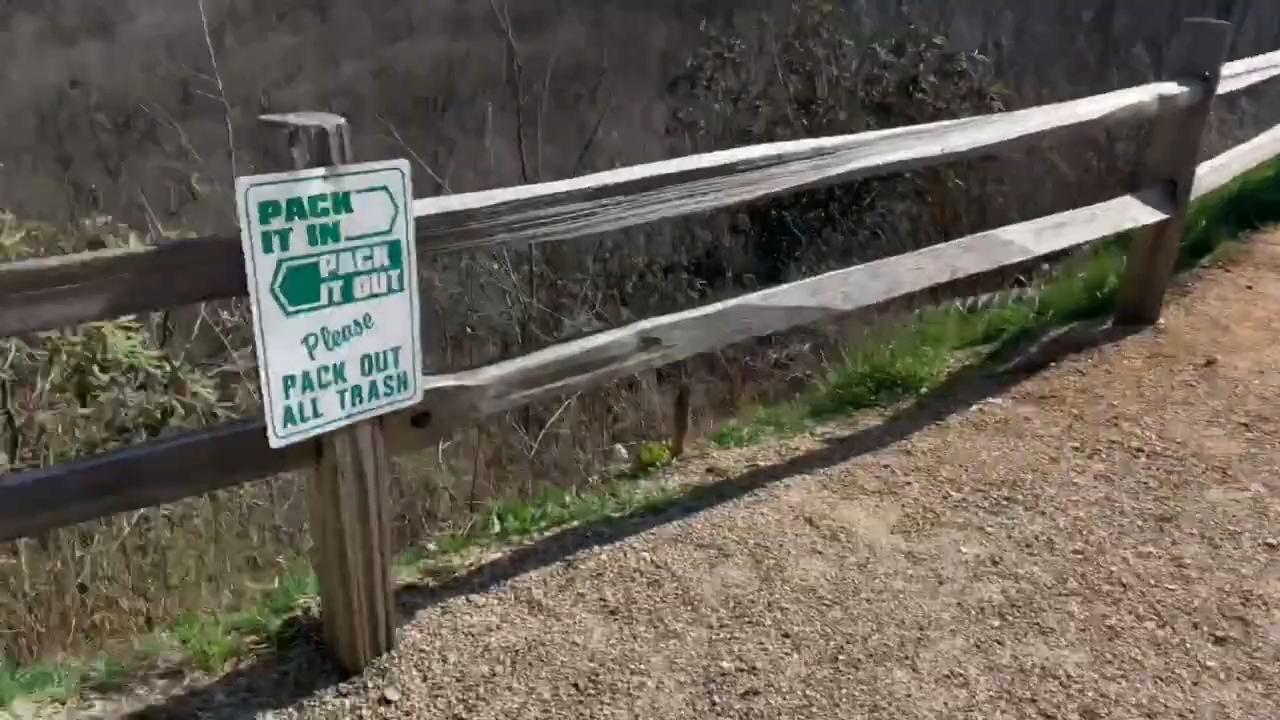 PACK
IT IN
PACK
IT OUT
Please
PACK OUT
ALL TRASH